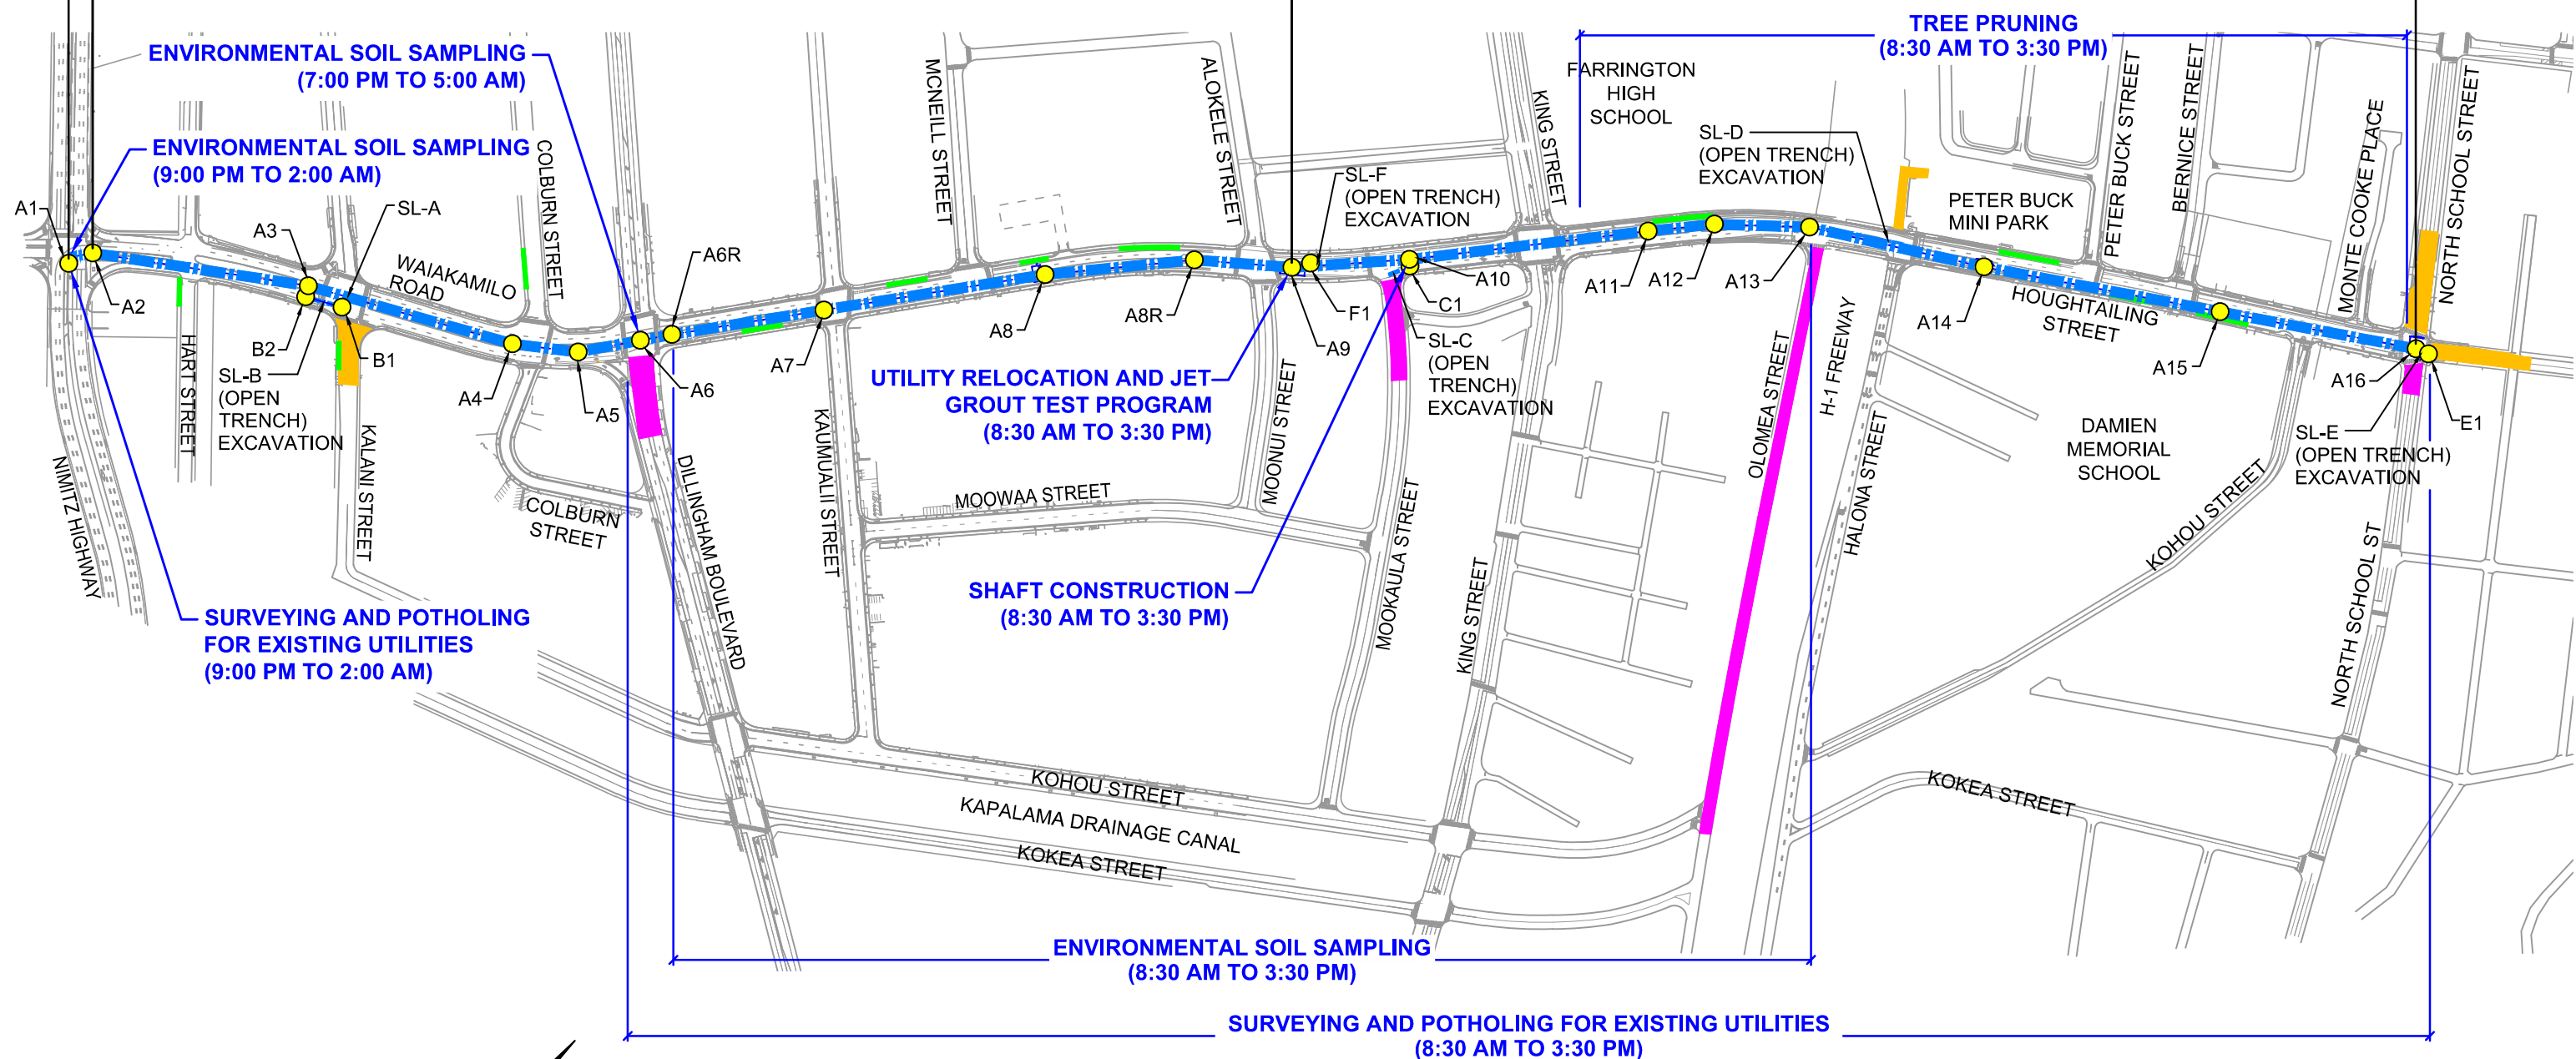 TREE PRUNING
(8:30 AM TO 3:30 PM)
ENVIRONMENTAL SOIL SAMPLING
(7:00 PM TO 5:00 AM)
FARRINGTON
HIGH
SCHOOL
MCNEILL STREET
ALOKELE STREET
KING STREET
PETER BUCK STREET
BERNICE STREET
MONTE COOKE PLACE
NORTH SCHOOL STREET
ENVIRONMENTAL SOIL SAMPLING
(9:00 PM TO 2:00 AM)
COLBURN STREET
SL-D
(OPEN TRENCH)
EXCAVATION
SL-F
(OPEN TRENCH)
EXCAVATION
PETER BUCK
MINI PARK
A1
A3
SL-A
WAIAKAMILO
ROAD
A6R
A2
B2
B1
SL-B
(OPEN
TRENCH)
EXCAVATION
HART STREET
KALANI STREET
NIMITZ HIGHWAY
A4
A5
A6
A7
A8
A8R
F1
A9
A10
C1
SL-C
(OPEN
TRENCH)
EXCAVATION
A11
A12
A13
A14
HOUGHTAILING
STREET
A15
A16
E1
UTILITY RELOCATION AND JET
GROUT TEST PROGRAM
(8:30 AM TO 3:30 PM)
MOONUI STREET
KAUMUALII STREET
OLOMEA STREET
H-1 FREEWAY
HALONA STREET
DAMIEN
MEMORIAL
SCHOOL
SL-E
(OPEN TRENCH)
EXCAVATION
KOHOU STREET
NORTH SCHOOL ST
COLBURN
STREET
DILLINGHAM BOULEVARD
MOOWAA STREET
MOOKAULA STREET
KING STREET
SHAFT CONSTRUCTION
(8:30 AM TO 3:30 PM)
SURVEYING AND POTHOLING
FOR EXISTING UTILITIES
(9:00 PM TO 2:00 AM)
KOHOU STREET
KAPALAMA DRAINAGE CANAL
KOKEA STREET
KOKEA STREET
ENVIRONMENTAL SOIL SAMPLING
(8:30 AM TO 3:30 PM)
SURVEYING AND POTHOLING FOR EXISTING UTILITIES
(8:30 AM TO 3:30 PM)